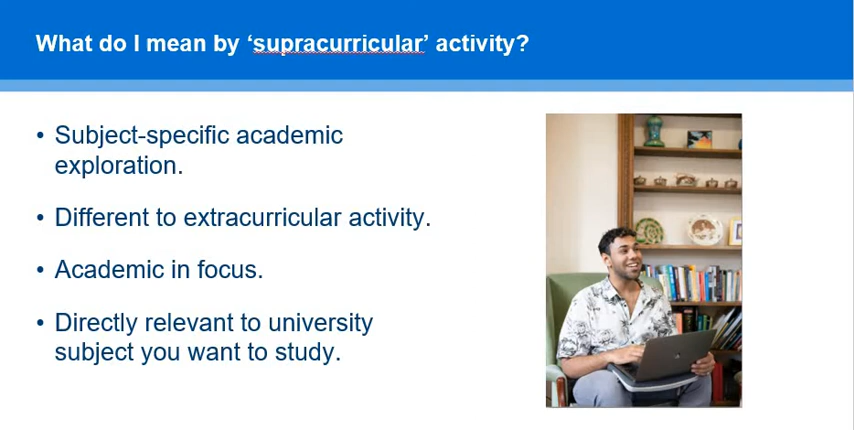 What do I mean by ‘supracurricular’ activity?
• Subject-specific academic
exploration.
• Different to extracurricular activity.
• Academic in focus.
• Directly relevant to university
subject you want to study.